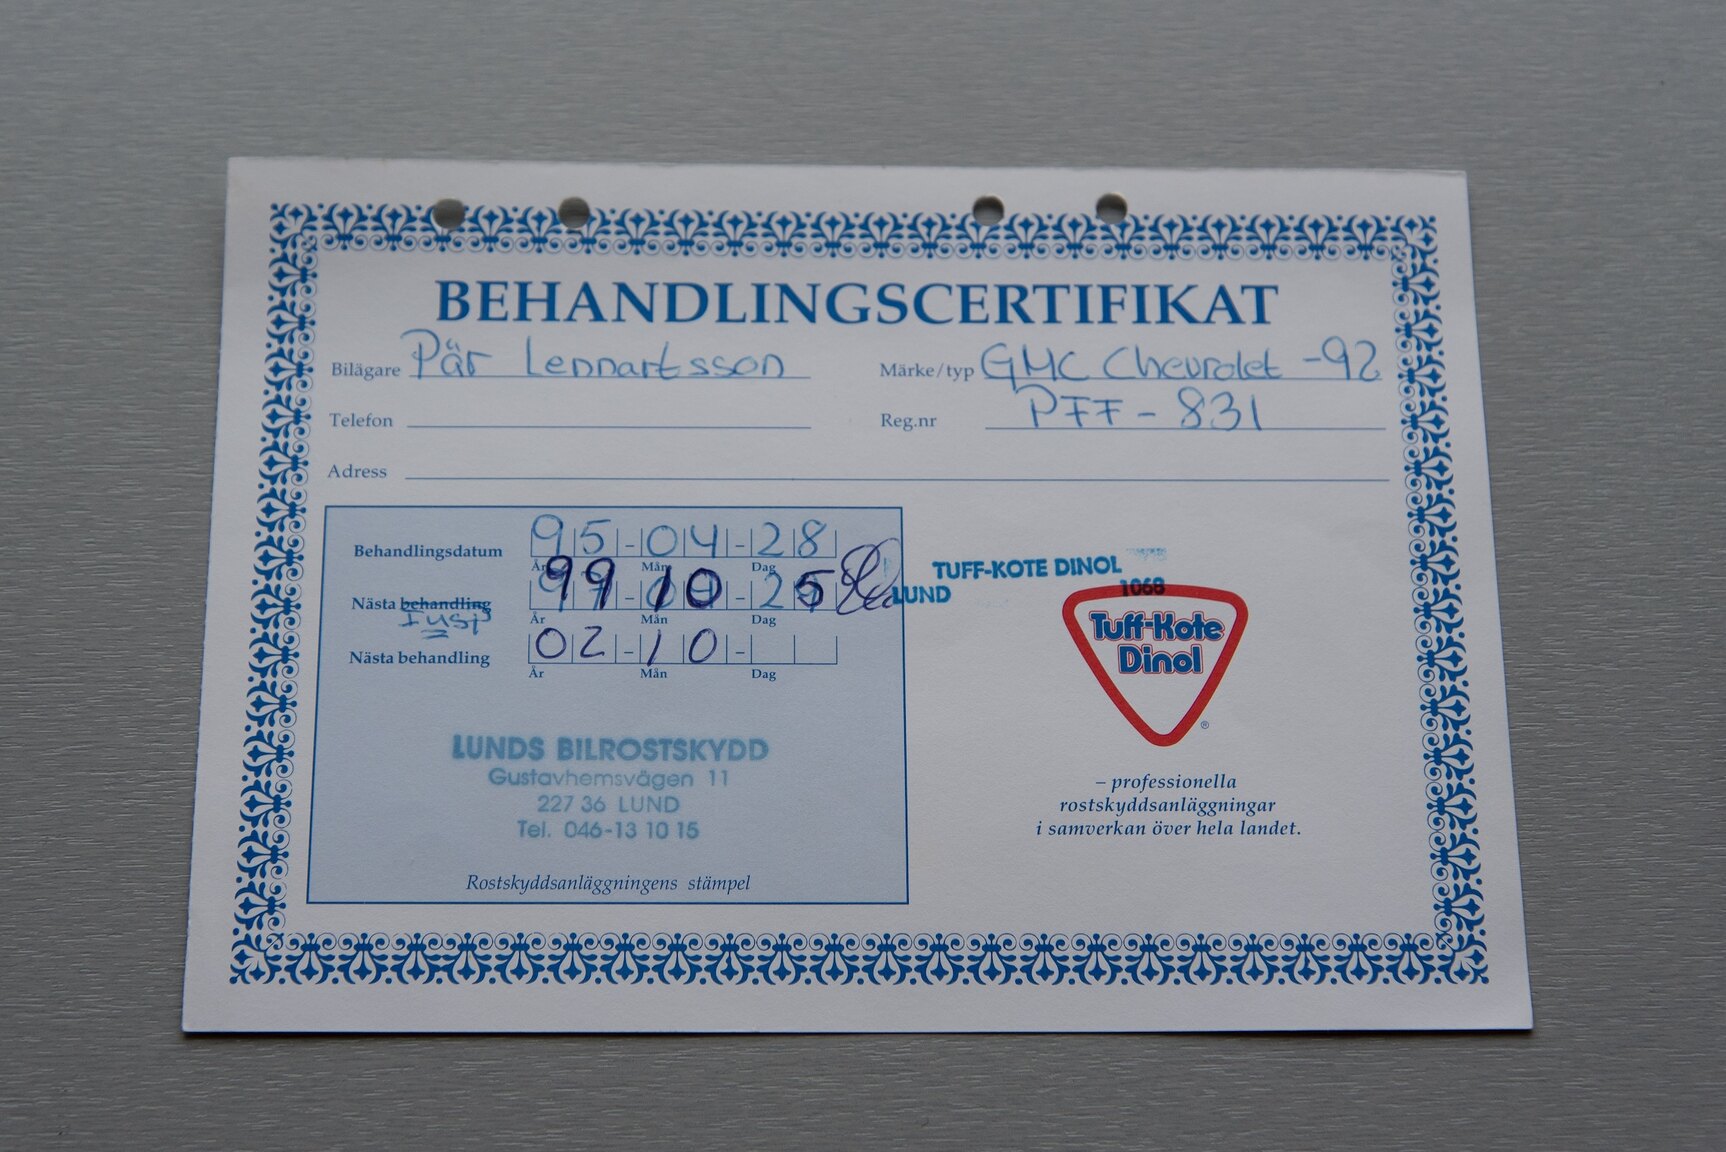 BEHANDLINGSCERTIFIKAT
Bilägare Pär Lennartsson
Märke/typ GMC Chevrolet -92
Telefon
Reg.nr PFF-831
Adress
Behandlingsdatum 95-04-28
År Mån Dag
Nästa behandling 99 10 5
År Mån Dag
Nästa behandling 02-10-
År Mån Dag
TUFF-KOTE DINOL
LUND 1068
LUNDS BILROSTSKYDD
Gustavhemsvägen 11
227 36 LUND
Tel. 046-13 10 15
Rostskyddsanläggningens stämpel
Tuff-Kote
Dinol
®
– professionella
rostskyddsanläggningar
i samverkan över hela landet.